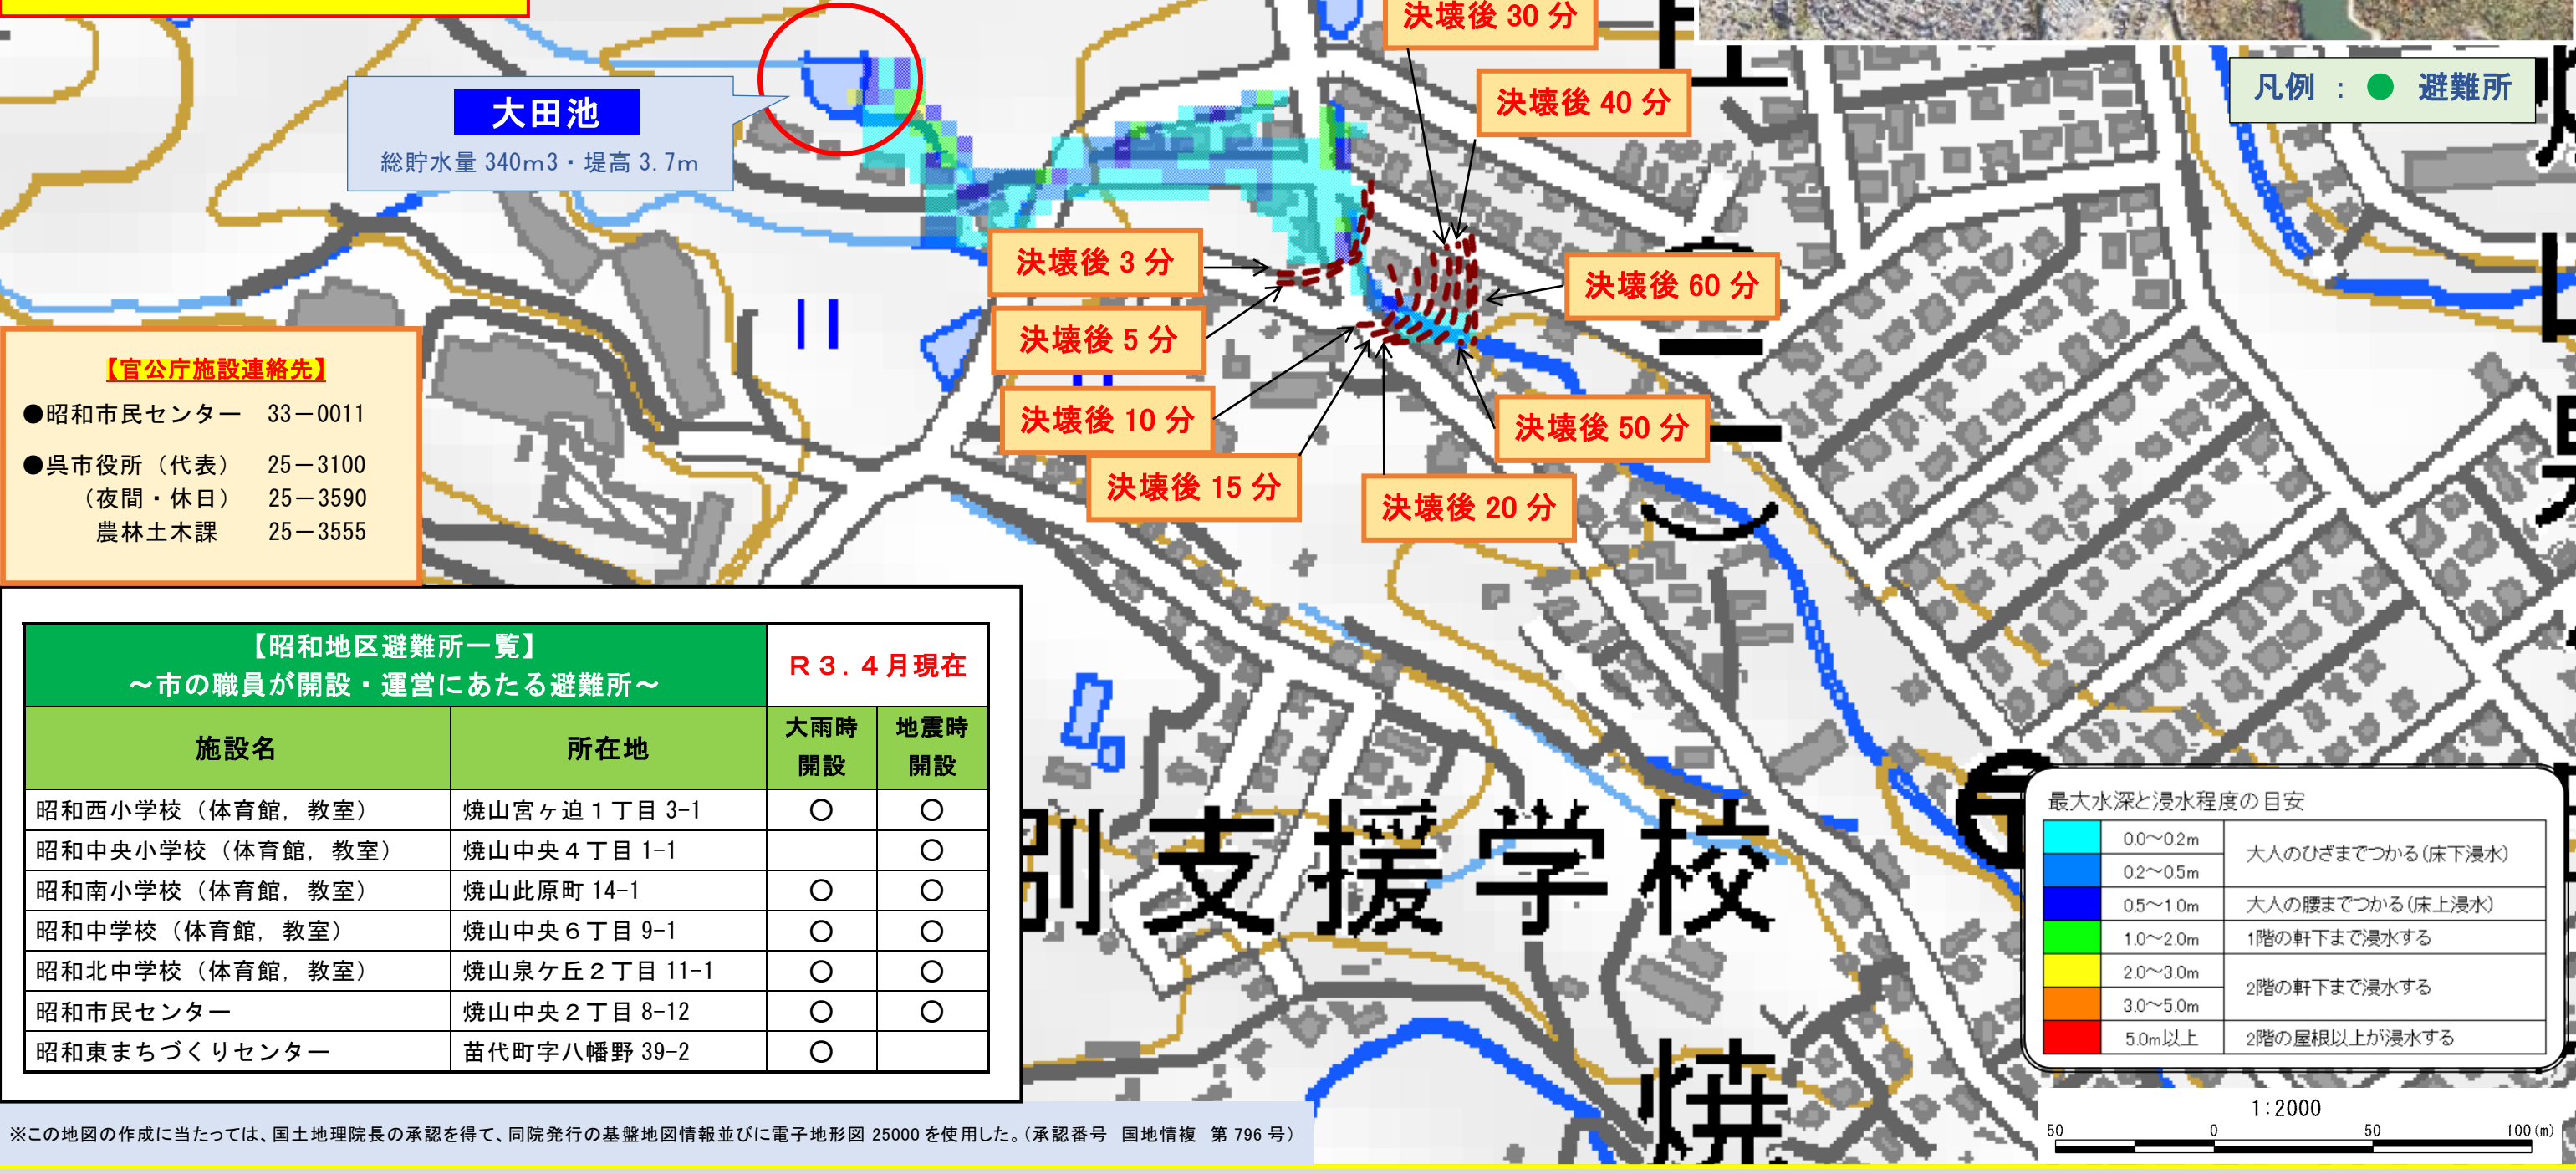 決壊後 30 分
決壊後 40 分
凡例 : ● 避難所
大田池
総貯水量 340m3・堤高 3.7m
決壊後 3 分
決壊後 60 分
決壊後 5 分
決壊後 10 分
決壊後 50 分
決壊後 15 分
決壊後 20 分
【官公庁施設連絡先】
●昭和市民センター 33－0011
●呉市役所（代表） 25－3100
（夜間・休日） 25－3590
農林土木課 25－3555
【昭和地区避難所一覧】
～市の職員が開設・運営にあたる避難所～
Ｒ３.４月現在
施設名 所在地 大雨時 開設 地震時 開設
昭和西小学校（体育館，教室） 焼山宮ヶ迫１丁目 3-1 ○ ○
昭和中央小学校（体育館，教室） 焼山中央４丁目 1-1 ○
昭和南小学校（体育館，教室） 焼山此原町 14-1 ○ ○
昭和中学校（体育館，教室） 焼山中央６丁目 9-1 ○ ○
昭和北中学校（体育館，教室） 焼山泉ケ丘２丁目 11-1 ○ ○
昭和市民センター 焼山中央２丁目 8-12 ○ ○
昭和東まちづくりセンター 苗代町字八幡野 39-2 ○
別支援学校
焼
最大水深と浸水程度の目安
0.0～0.2m 大人のひざまでつかる(床下浸水)
0.2～0.5m
0.5～1.0m 大人の腰までつかる(床上浸水)
1.0～2.0m 1階の軒下まで浸水する
2.0～3.0m 2階の軒下まで浸水する
3.0～5.0m
5.0m以上 2階の屋根以上が浸水する
1:2000
50 0 50 100(m)
※この地図の作成に当たっては、国土地理院長の承認を得て、同院発行の基盤地図情報並びに電子地形図 25000 を使用した。（承認番号 国地情複 第 796 号）